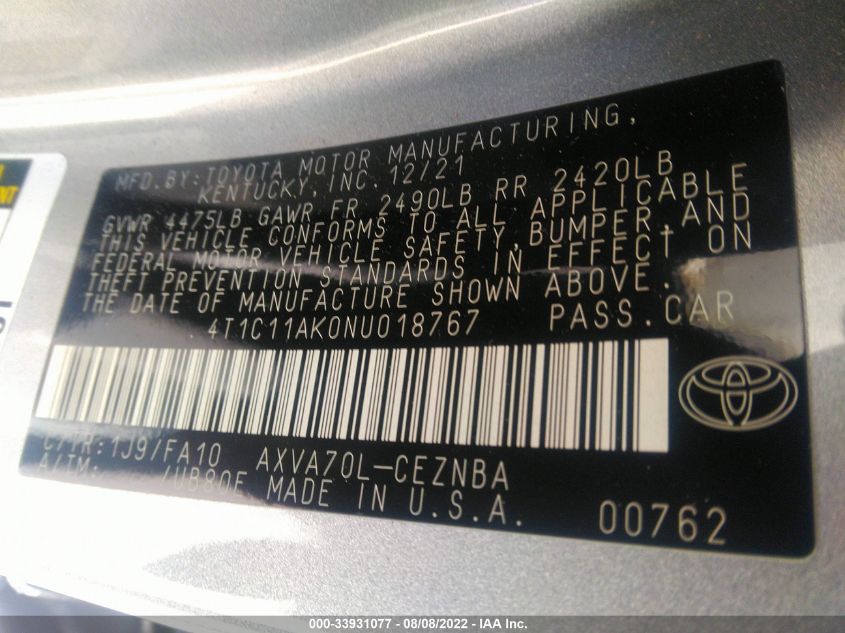 MFD.BY:TOYOTA MOTOR MANUFACTURING,
KENTUCKY, INC. 12/21
GVWR 4475LB GAWR FR 2490LB RR 2420LB
THIS VEHICLE CONFORMS TO ALL APPLICABLE
FEDERAL MOTOR VEHICLE SAFETY,BUMPER,AND
THEFT PREVENTION STANDARDS IN EFFECT ON
THE DATE OF MANUFACTURE SHOWN ABOVE.
4T1C11AK0NU018767 PASS.CAR
C/TR:1J9/FA10 AXVA70L-CEZNBA
A/TM: /UB80E MADE IN U.S.A.
00762
000-33931077 - 08/08/2022 - IAA Inc.